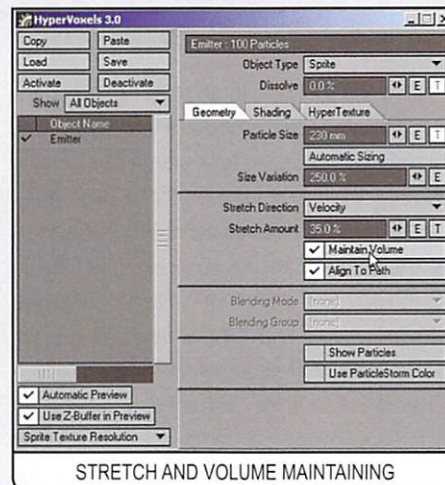 HyperVoxels 3.0
Copy Paste
Load Save
Activate Deactivate
Show All Objects
Object Name
Emitter
Automatic Preview
Use Z-Buffer in Preview
Sprite Texture Resolution
Emitter : 100 Particles
Object Type Sprite
Dissolve 0.0 % E T
Geometry Shading HyperTexture
Particle Size 230 mm E T
Automatic Sizing
Size Variation 250.0 % E
Stretch Direction Velocity
Stretch Amount 35.0 % E T
Maintain Volume
Align To Path
Blending Mode (none)
Blending Group (none)
Show Particles
Use ParticleStorm Color
STRETCH AND VOLUME MAINTAINING